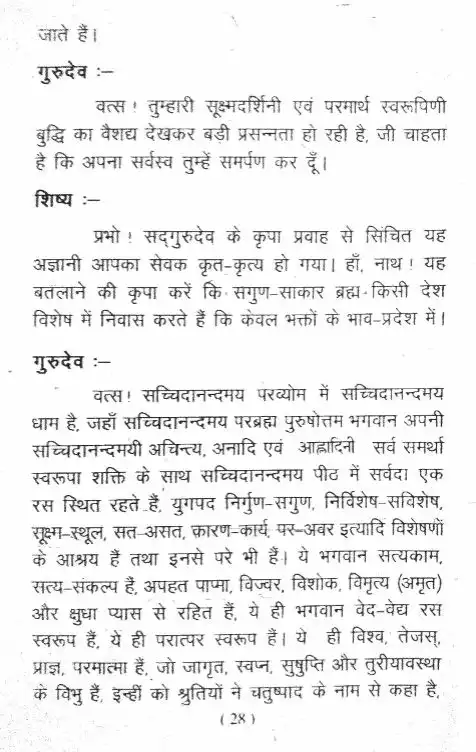 जाते हैं।
गुरुदेव :–
वत्स ! तुम्हारी सूक्ष्मदर्शिनी एवं परमार्थ स्वरूपिणी
बुद्धि का वैशद्य देखकर बड़ी प्रसन्नता हो रही है, जी चाहता
है कि अपना सर्वस्व तुम्हें समर्पण कर दूँ।
शिष्य :–
प्रभो ! सद्गुरुदेव के कृपा प्रवाह से सिंचित यह
अज्ञानी आपका सेवक कृत-कृत्य हो गया। हाँ, नाथ ! यह
बतलाने की कृपा करें कि सगुण-साकार ब्रह्म किसी देश
विशेष में निवास करते हैं कि केवल भक्तों के भाव-प्रदेश में।
गुरुदेव :–
वत्स! सच्चिदानन्दमय परव्योम में सच्चिदानन्दमय
धाम है, जहाँ सच्चिदानन्दमय परब्रह्म पुरुषोत्तम भगवान अपनी
सच्चिदानन्दमयी अचिन्त्य, अनादि एवं आह्लादिनी सर्व समर्था
स्वरूपा शक्ति के साथ सच्चिदानन्दमय पीठ में सर्वदा एक
रस स्थित रहते हैं, युगपद निर्गुण-सगुण, निर्विशेष-सविशेष,
सूक्ष्म-स्थूल, सत-असत, कारण-कार्य, पर-अवर इत्यादि विशेषणों
के आश्रय हैं तथा इनसे परे भी हैं। ये भगवान सत्यकाम,
सत्य-संकल्प हैं, अपहत पाप्मा, विज्वर, विशोक, विमृत्य (अमृत)
और क्षुधा प्यास से रहित हैं, ये ही भगवान वेद-वेद्य रस
स्वरूप हैं, ये ही परात्पर स्वरूप हैं। ये ही विश्व, तेजस्,
प्राज्ञ, परमात्मा हैं, जो जागृत, स्वप्न, सुषुप्ति और तुरीयावस्था
के विभु हैं, इन्हीं को श्रुतियों ने चतुष्पाद के नाम से कहा है,
( 28 )